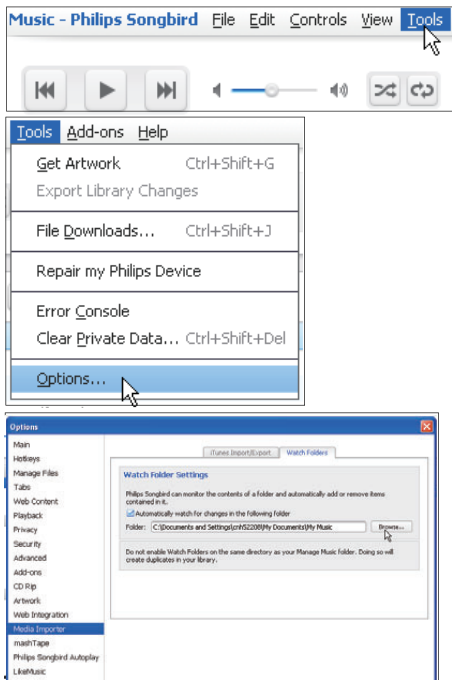 Music - Philips Songbird File Edit Controls View Tools
Tools Add-ons Help
Get Artwork Ctrl+Shift+G
Export Library Changes
File Downloads... Ctrl+Shift+J
Repair my Philips Device
Error Console
Clear Private Data... Ctrl+Shift+Del
Options...
Options
Main
Hotkeys
Manage Files
Tabs
Web Content
Playback
Privacy
Security
Advanced
Add-ons
CD Rip
Artwork
Web Integration
Media Importer
mashTape
Philips Songbird Autoplay
LikeMusic
iTunes Import/Export Watch Folders
Watch Folder Settings
Philips Songbird can monitor the contents of a folder and automatically add or remove items
contained in it.
Automatically watch for changes in the following folder
Folder: C:\Documents and Settings\cnh52208\My Documents\My Music Browse...
Do not enable Watch Folders on the same directory as your Manage Music folder. Doing so will
create duplicates in your library.